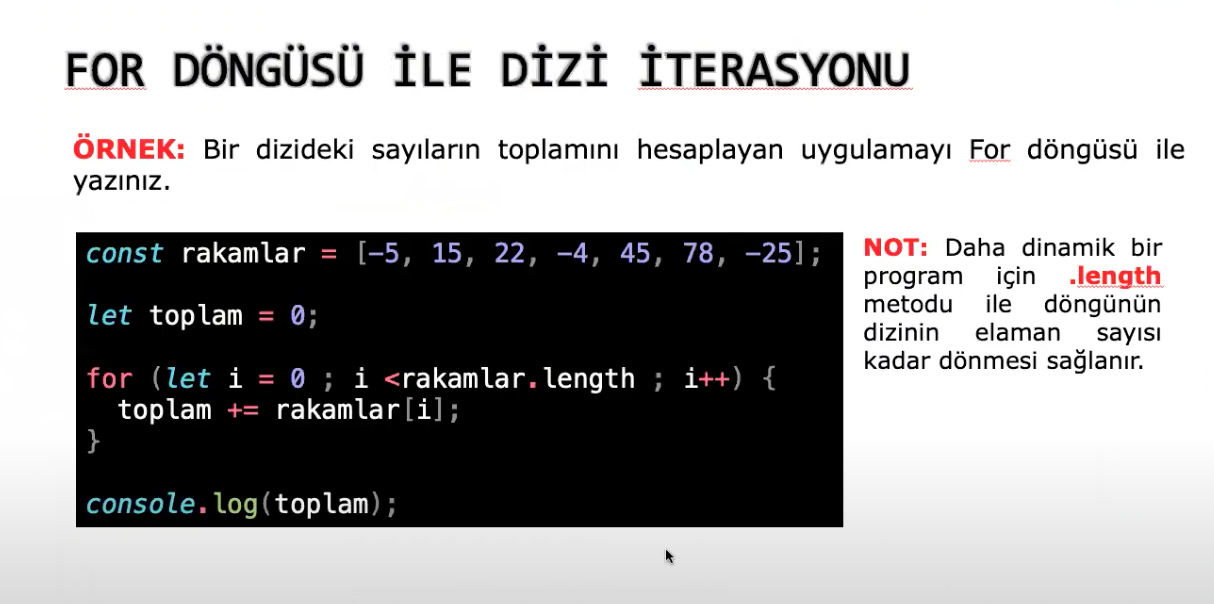 FOR DÖNGÜSÜ İLE DİZİ İTERASYONU
ÖRNEK: Bir dizideki sayıların toplamını hesaplayan uygulamayı For döngüsü ile
yazınız.
const rakamlar = [-5, 15, 22, -4, 45, 78, -25];
let toplam = 0;
for (let i = 0 ; i <rakamlar.length ; i++) {
  toplam += rakamlar[i];
}
console.log(toplam);
NOT: Daha dinamik bir
program için .length
metodu ile döngünün
dizinin elaman sayısı
kadar dönmesi sağlanır.